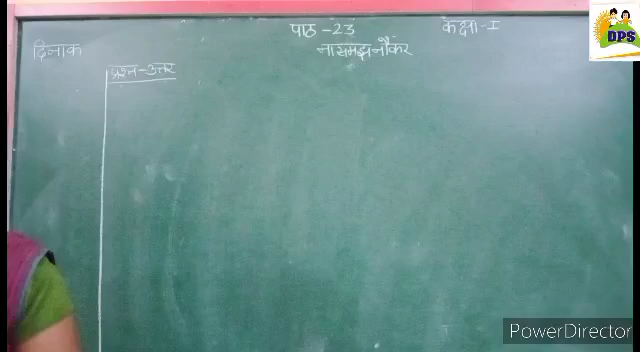 पाठ -23 कक्षा-I
दिनाक नासमझ नौकर
प्रश्न-उत्तर
DPS
PowerDirector